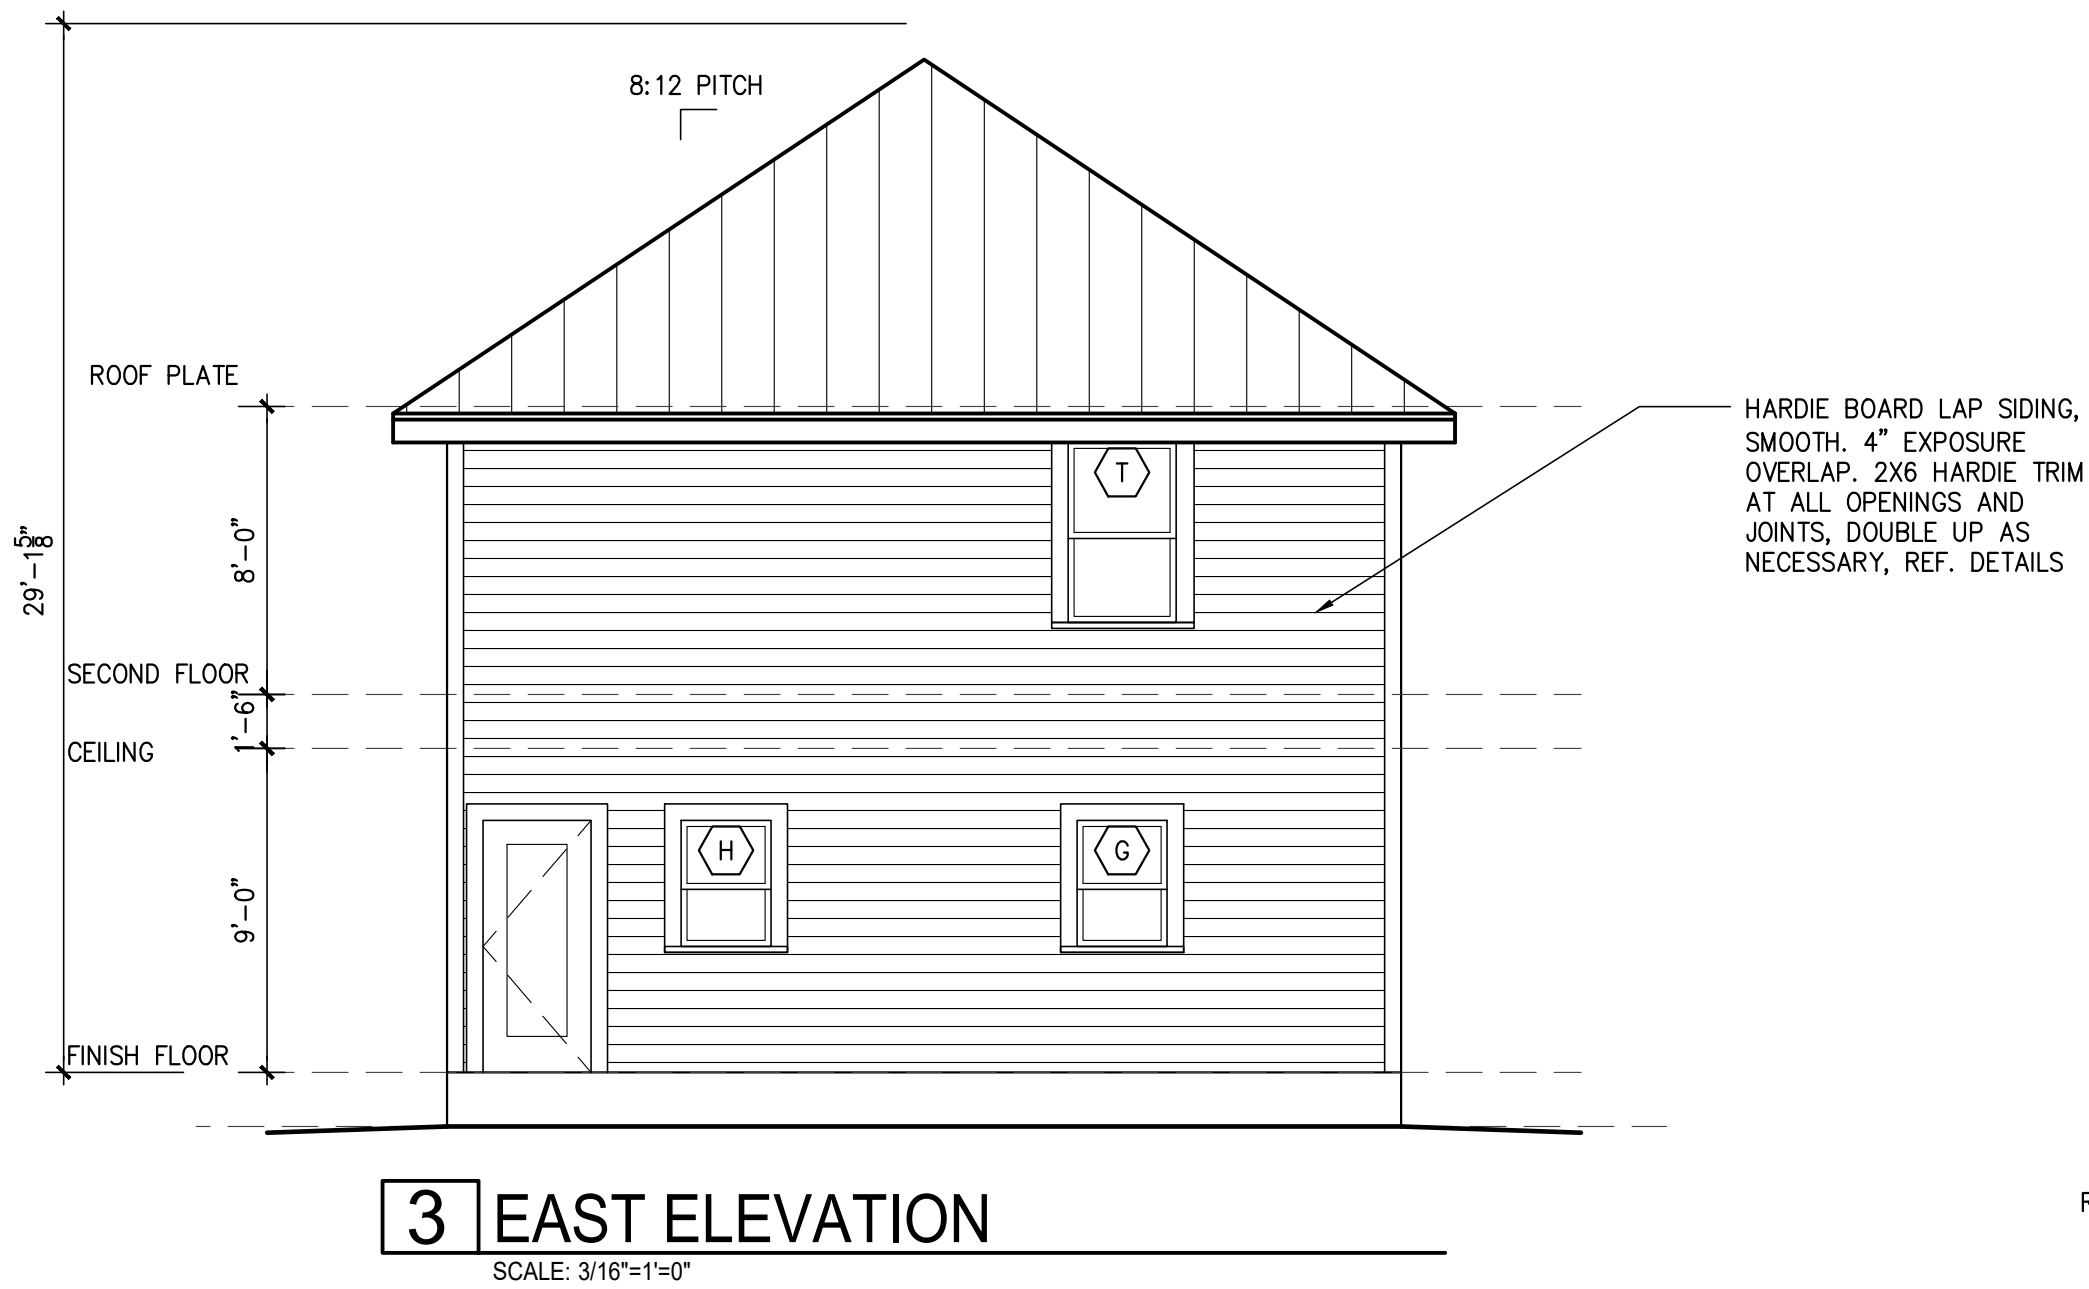 8:12 PITCH
ROOF PLATE
HARDIE BOARD LAP SIDING,
SMOOTH. 4" EXPOSURE
OVERLAP. 2X6 HARDIE TRIM
AT ALL OPENINGS AND
JOINTS, DOUBLE UP AS
NECESSARY, REF. DETAILS
T
29'-1 5/8"
8'-0"
SECOND FLOOR
1'-6"
CEILING
H
G
9'-0"
FINISH FLOOR
3 EAST ELEVATION
SCALE: 3/16"=1'=0"